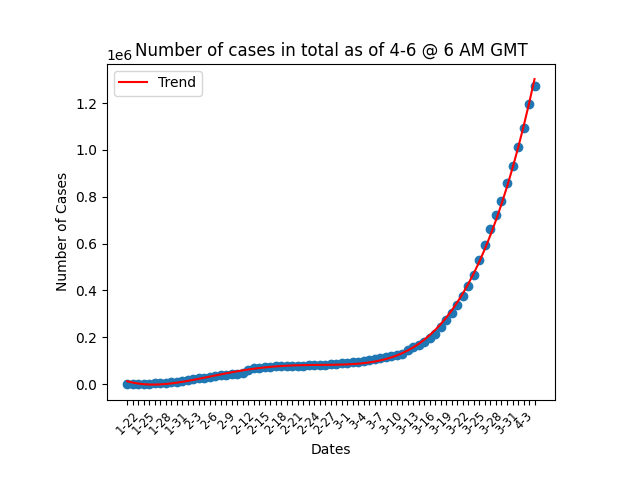 Number of cases in total as of 4-6 @ 6 AM GMT
1e6
Trend
1.2
1.0
0.8
0.6
0.4
0.2
0.0
Number of Cases
1-22 1-25 1-28 1-31 2-3 2-6 2-9 2-12 2-15 2-18 2-21 2-24 2-27 3-1 3-4 3-7 3-10 3-13 3-16 3-19 3-22 3-25 3-28 3-31 4-3
Dates